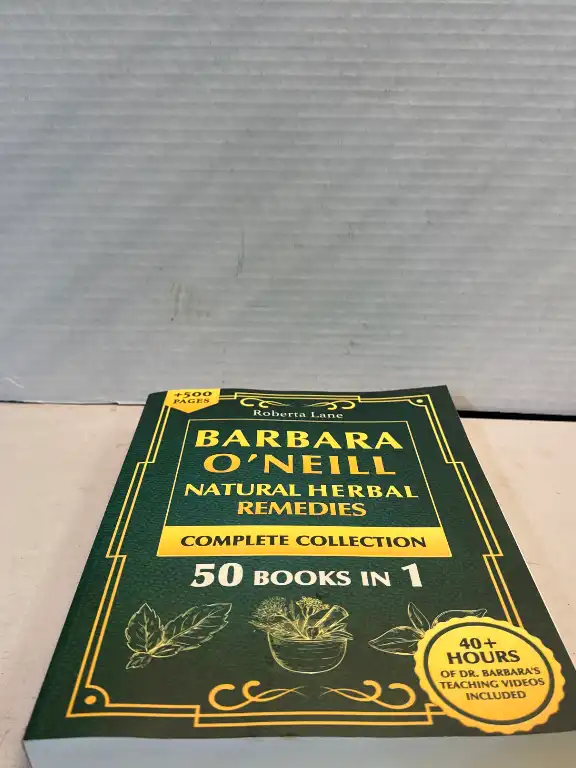 +500
PAGES
Roberta Lane
BARBARA
O'NEILL
NATURAL HERBAL
REMEDIES
COMPLETE COLLECTION
50 BOOKS IN 1
40+
HOURS
OF DR. BARBARA'S
TEACHING VIDEOS
INCLUDED